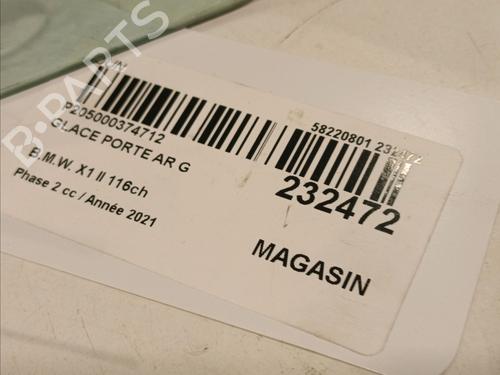 B-PARTS
P205000374712
GLACE PORTE AR G
B.M.W. X1 II 116ch
Phase 2 cc / Année 2021
58220801 232472
232472
MAGASIN